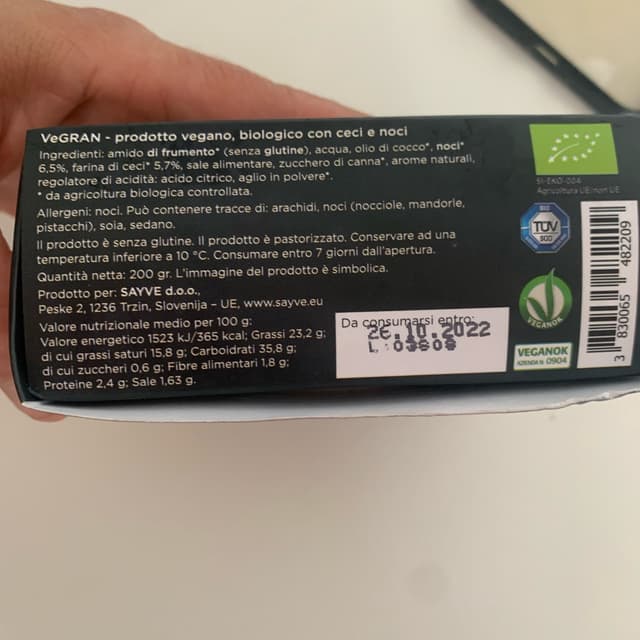 VeGRAN - prodotto vegano, biologico con ceci e noci
Ingredienti: amido di frumento* (senza glutine), acqua, olio di cocco*, noci*
6,5%, farina di ceci* 5,7%, sale alimentare, zucchero di canna*, arome naturali,
regolatore di acidità: acido citrico, aglio in polvere*.
* da agricoltura biologica controllata.
Allergeni: noci. Può contenere tracce di: arachidi, noci (nocciole, mandorle,
pistacchi), soia, sedano.
Il prodotto è senza glutine. Il prodotto è pastorizzato. Conservare ad una
temperatura inferiore a 10 °C. Consumare entro 7 giorni dall'apertura.
Quantità netta: 200 gr. L'immagine del prodotto è simbolica.
Prodotto per: SAYVE d.o.o.,
Peske 2, 1236 Trzin, Slovenija – UE, www.sayve.eu
Valore nutrizionale medio per 100 g:
Valore energetico 1523 kJ/365 kcal; Grassi 23,2 g;
di cui grassi saturi 15,8 g; Carboidrati 35,8 g;
di cui zuccheri 0,6 g; Fibre alimentari 1,8 g;
Proteine 2,4 g; Sale 1,63 g.
Da consumarsi entro:
26.10.2022
SI-EKO-004
Agricoltura UE/non UE
BIO
TÜV
SÜD
VEGANOK
VEGANOK
AZIENDA N. 0904
3 830065 482209